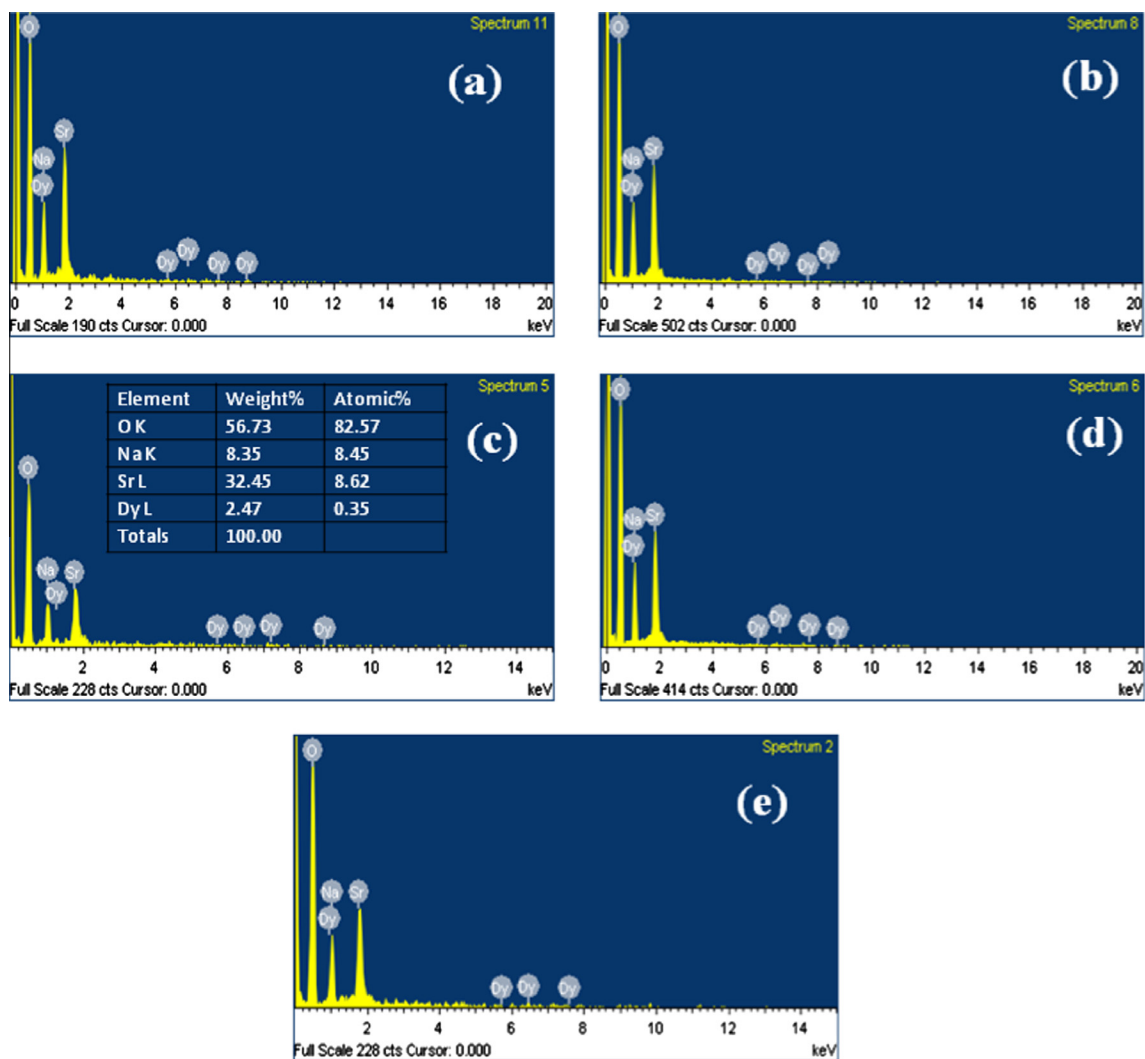 Spectrum 11
(a)
O
Sr
Na
Dy
Dy Dy Dy Dy
0 2 4 6 8 10 12 14 16 18 20
Full Scale 190 cts Cursor: 0.000 keV
Spectrum 8
(b)
O
Sr
Na
Dy
Dy Dy Dy Dy
0 2 4 6 8 10 12 14 16 18 20
Full Scale 502 cts Cursor: 0.000 keV
Spectrum 5
(c)
Element Weight% Atomic%
O K 56.73 82.57
Na K 8.35 8.45
Sr L 32.45 8.62
Dy L 2.47 0.35
Totals 100.00
O
Na Sr
Dy
Dy Dy Dy Dy
2 4 6 8 10 12 14
Full Scale 228 cts Cursor: 0.000 keV
Spectrum 6
(d)
O
Na Sr
Dy
Dy Dy Dy Dy
0 2 4 6 8 10 12 14 16 18 20
Full Scale 414 cts Cursor: 0.000 keV
Spectrum 2
(e)
O
Na Sr
Dy
Dy Dy Dy
2 4 6 8 10 12 14
Full Scale 228 cts Cursor: 0.000 keV